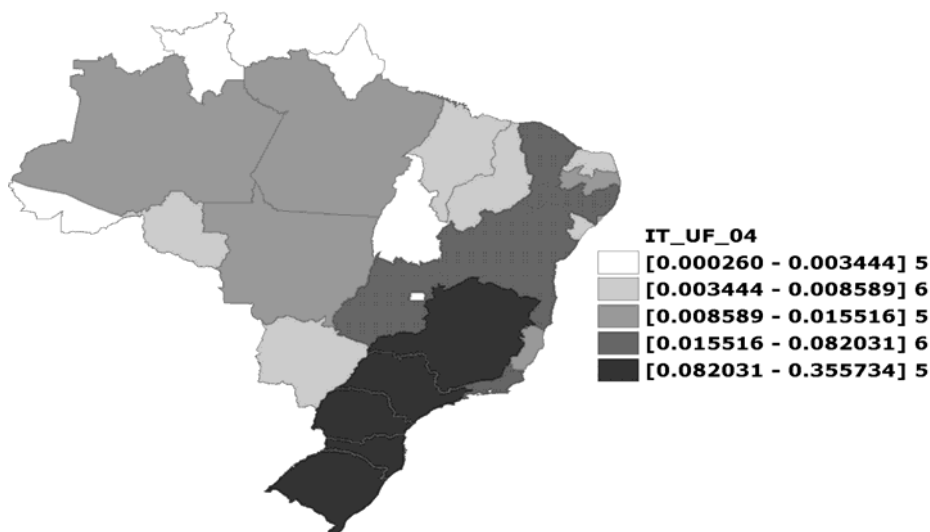 IT_UF_04
[0.000260 - 0.003444] 5
[0.003444 - 0.008589] 6
[0.008589 - 0.015516] 5
[0.015516 - 0.082031] 6
[0.082031 - 0.355734] 5